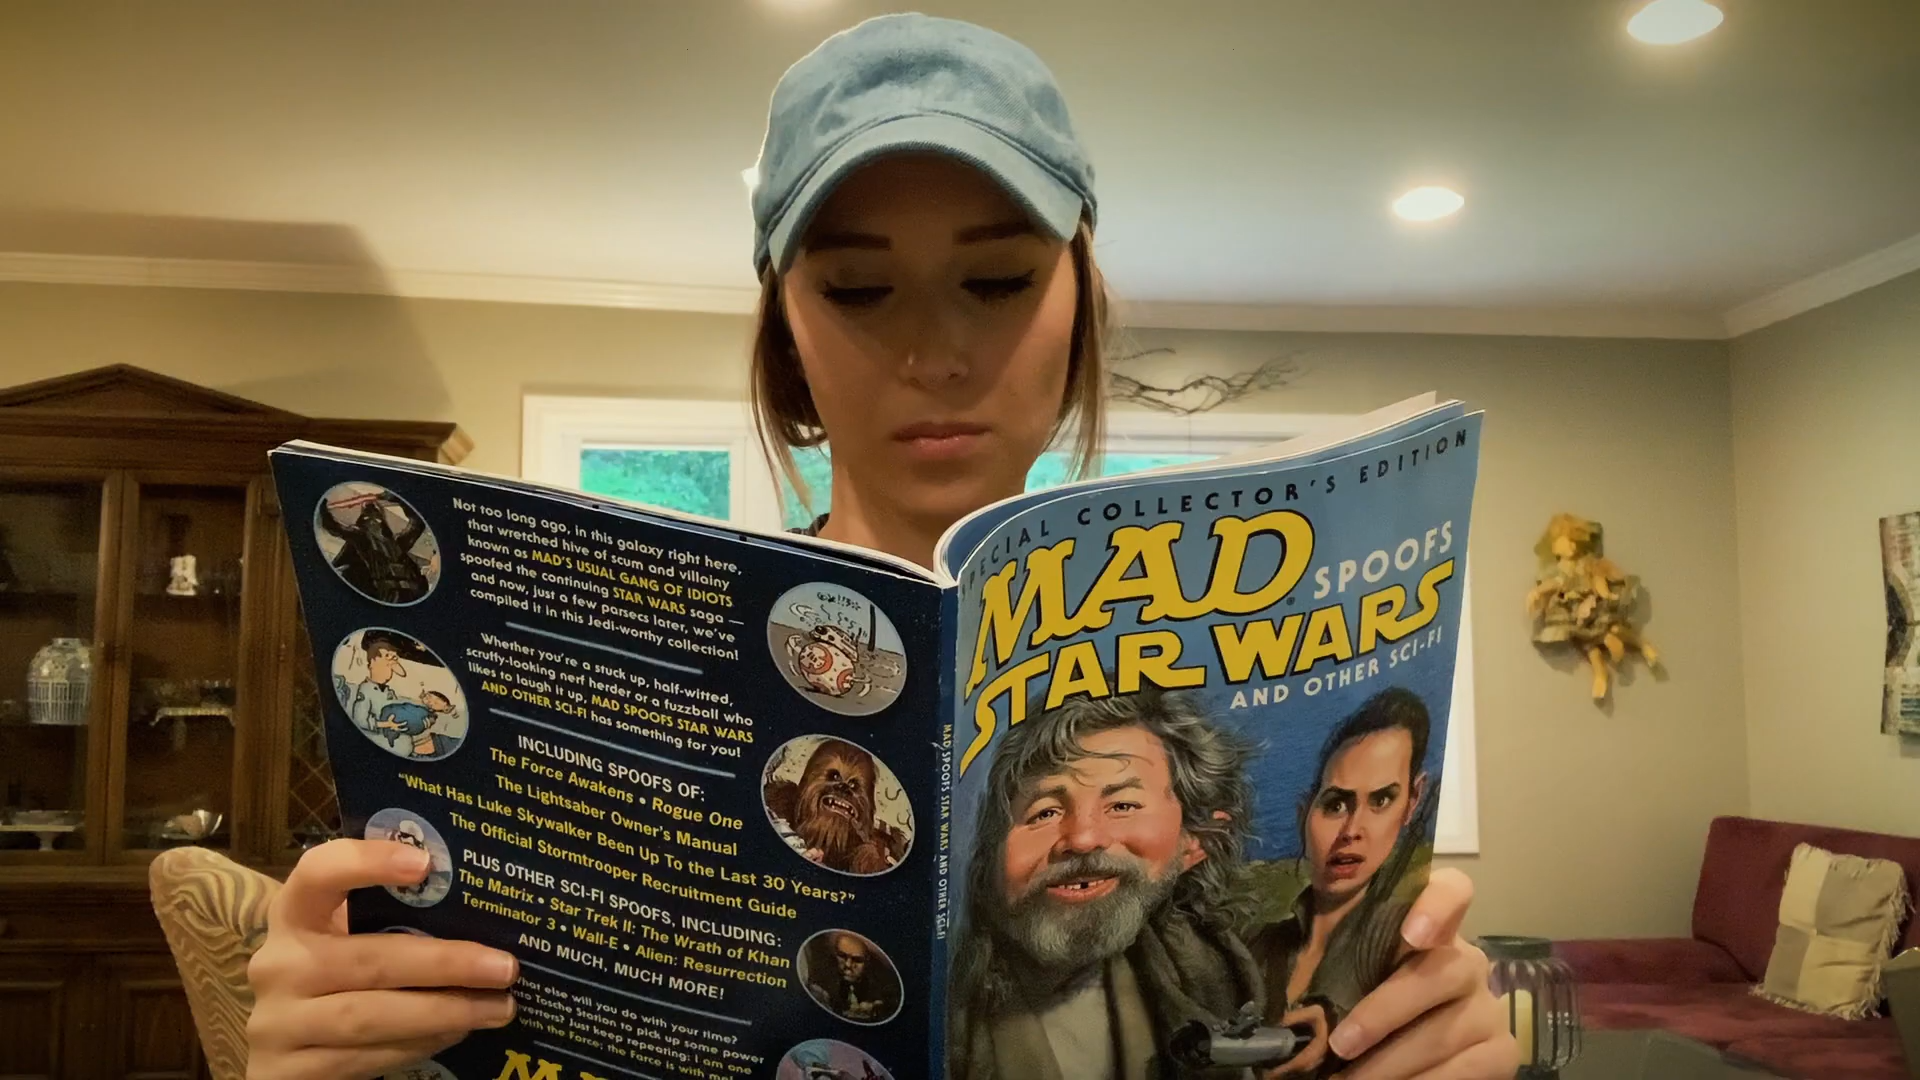 Not too long ago, in this galaxy right here,
that wretched hive of scum and villainy
known as MAD'S USUAL GANG OF IDIOTS
spoofed the continuing STAR WARS saga —
and now, just a few parsecs later, we've
compiled it in this Jedi-worthy collection!
Whether you're a stuck up, half-witted,
scruffy-looking nerf herder or a fuzzball who
likes to laugh it up, MAD SPOOFS STAR WARS
AND OTHER SCI-FI has something for you!
INCLUDING SPOOFS OF:
The Force Awakens • Rogue One
The Lightsaber Owner's Manual
"What Has Luke Skywalker Been Up To the Last 30 Years?"
The Official Stormtrooper Recruitment Guide
PLUS OTHER SCI-FI SPOOFS, INCLUDING:
The Matrix • Star Trek II: The Wrath of Khan
Terminator 3 • Wall-E • Alien: Resurrection
AND MUCH, MUCH MORE!
What else will you do with your time?
into Tosche Station to pick up some power
verters? Just keep repeating: I am one
with the Force; the Force is with me!
MAD SPOOFS STAR WARS AND OTHER SCI-FI
SPECIAL COLLECTOR'S EDITION
MAD SPOOFS
STAR WARS
AND OTHER SCI-FI